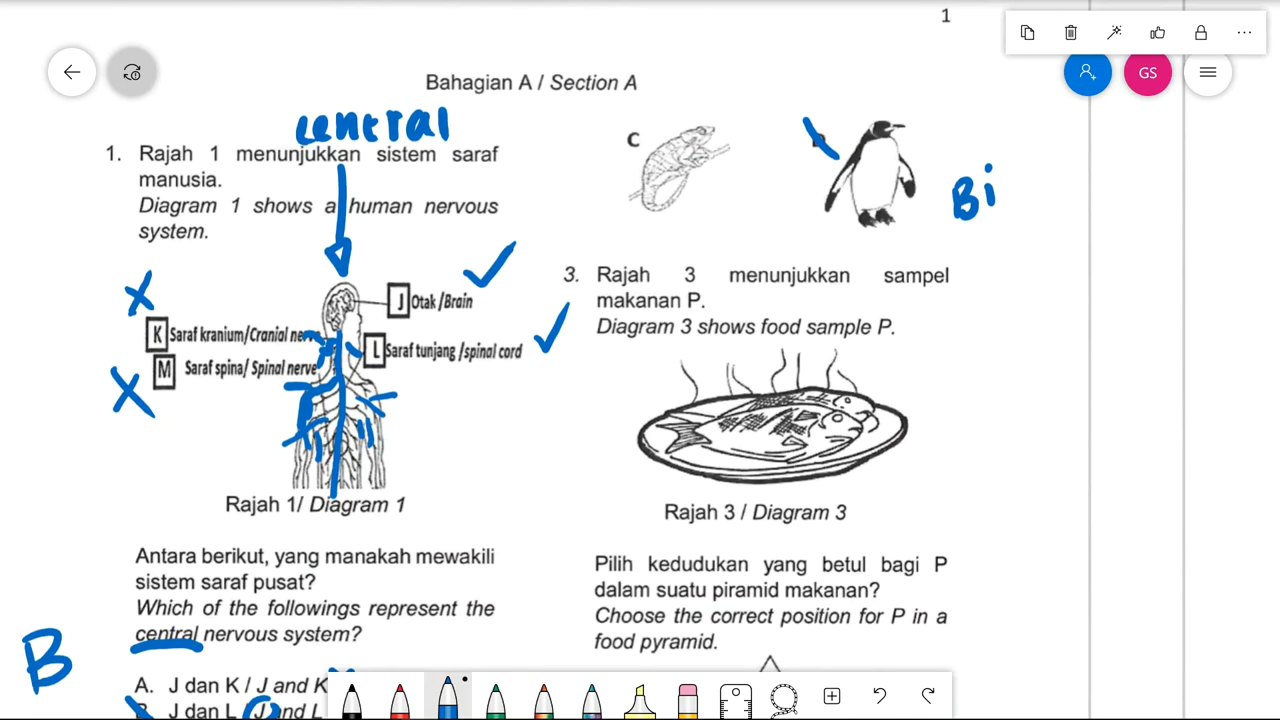 1
GS
Bahagian A / Section A
central
1. Rajah 1 menunjukkan sistem saraf
manusia.
Diagram 1 shows a human nervous
system.
J Otak /Brain
K Saraf kranium/Cranial nerve
L Saraf tunjang /spinal cord
M Saraf spina/ Spinal nerve
Rajah 1/ Diagram 1
Antara berikut, yang manakah mewakili
sistem saraf pusat?
Which of the followings represent the
central nervous system?
B
A. J dan K / J and K
B. J dan L / J and L
C
Bi
3. Rajah 3 menunjukkan sampel
makanan P.
Diagram 3 shows food sample P.
Rajah 3 / Diagram 3
Pilih kedudukan yang betul bagi P
dalam suatu piramid makanan?
Choose the correct position for P in a
food pyramid.